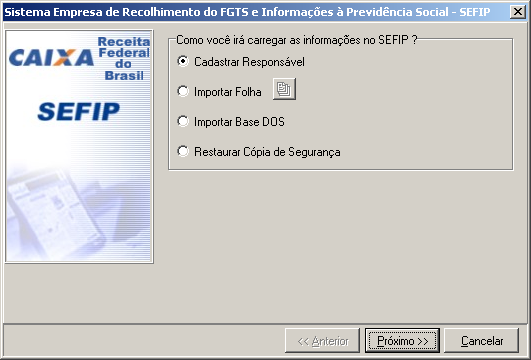 Sistema Empresa de Recolhimento do FGTS e Informações à Previdência Social - SEFIP
CAIXA
Receita
Federal
do
Brasil
SEFIP
Como você irá carregar as informações no SEFIP ?
Cadastrar Responsável
Importar Folha
Importar Base DOS
Restaurar Cópia de Segurança
<< Anterior
Próximo >>
Cancelar